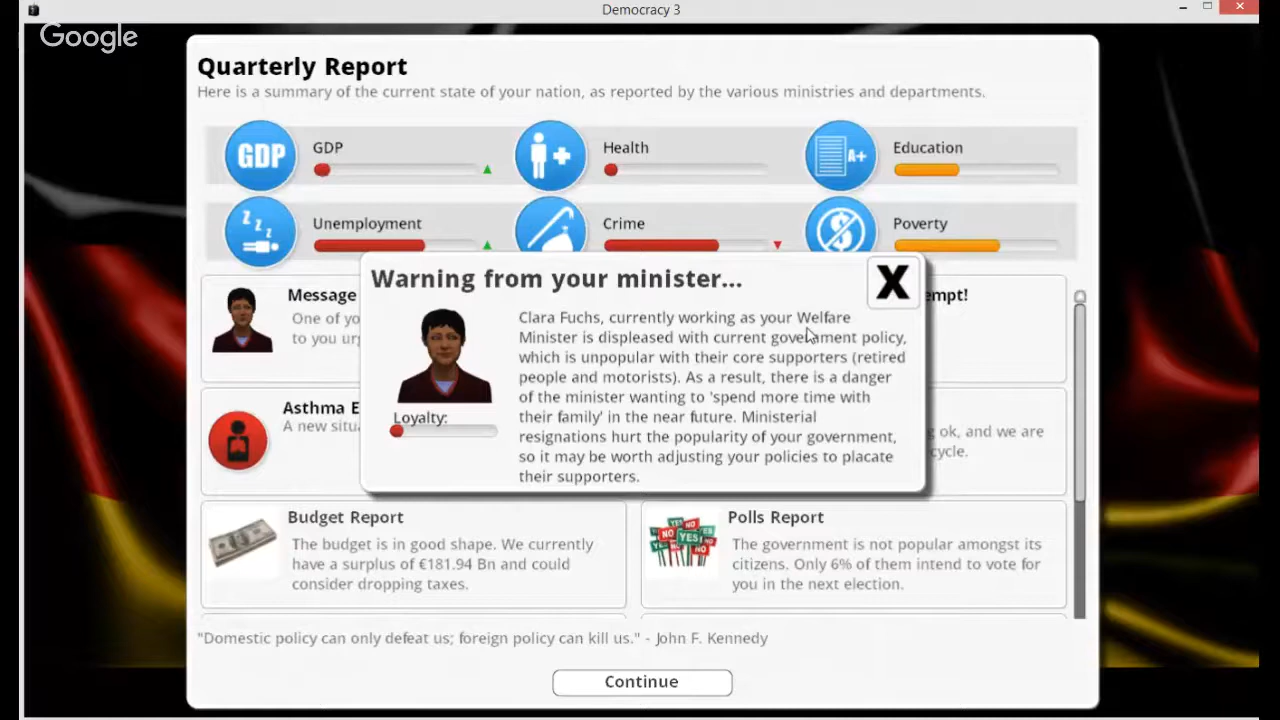 Democracy 3
Google
Quarterly Report
Here is a summary of the current state of your nation, as reported by the various ministries and departments.
GDP
GDP
Health
A+
Education
Z Z Z
Unemployment
Crime
$
Poverty
Message
One of yo
to you ur
empt!
Warning from your minister...
X
Clara Fuchs, currently working as your Welfare
Minister is displeased with current government policy,
which is unpopular with their core supporters (retired
people and motorists). As a result, there is a danger
of the minister wanting to 'spend more time with
their family' in the near future. Ministerial
resignations hurt the popularity of your government,
so it may be worth adjusting your policies to placate
their supporters.
Loyalty:
Asthma E
A new situa
g ok, and we are
cycle.
Budget Report
The budget is in good shape. We currently
have a surplus of €181.94 Bn and could
consider dropping taxes.
NO YES NO YES NO
Polls Report
The government is not popular amongst its
citizens. Only 6% of them intend to vote for
you in the next election.
"Domestic policy can only defeat us; foreign policy can kill us." - John F. Kennedy
Continue